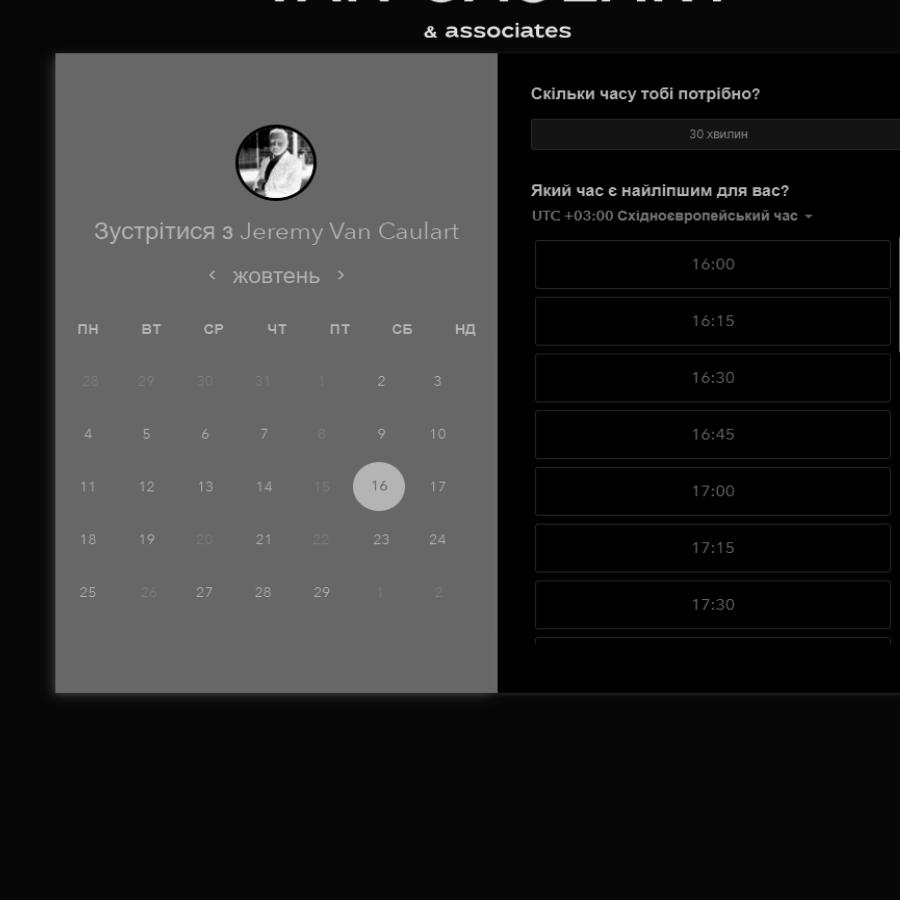 & associates
Зустрітися з Jeremy Van Caulart
жовтень
ПН ВТ СР ЧТ ПТ СБ НД
28 29 30 31 1 2 3
4 5 6 7 8 9 10
11 12 13 14 15 16 17
18 19 20 21 22 23 24
25 26 27 28 29 1 2
Скільки часу тобі потрібно?
30 хвилин
Який час є найліпшим для вас?
UTC +03:00 Східноєвропейський час
16:00
16:15
16:30
16:45
17:00
17:15
17:30